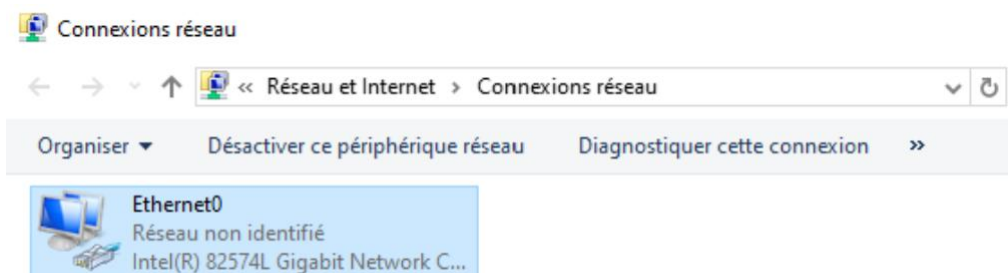 Connexions réseau
« Réseau et Internet > Connexions réseau
Organiser Désactiver ce périphérique réseau Diagnostiquer cette connexion »
Ethernet0
Réseau non identifié
Intel(R) 82574L Gigabit Network C...